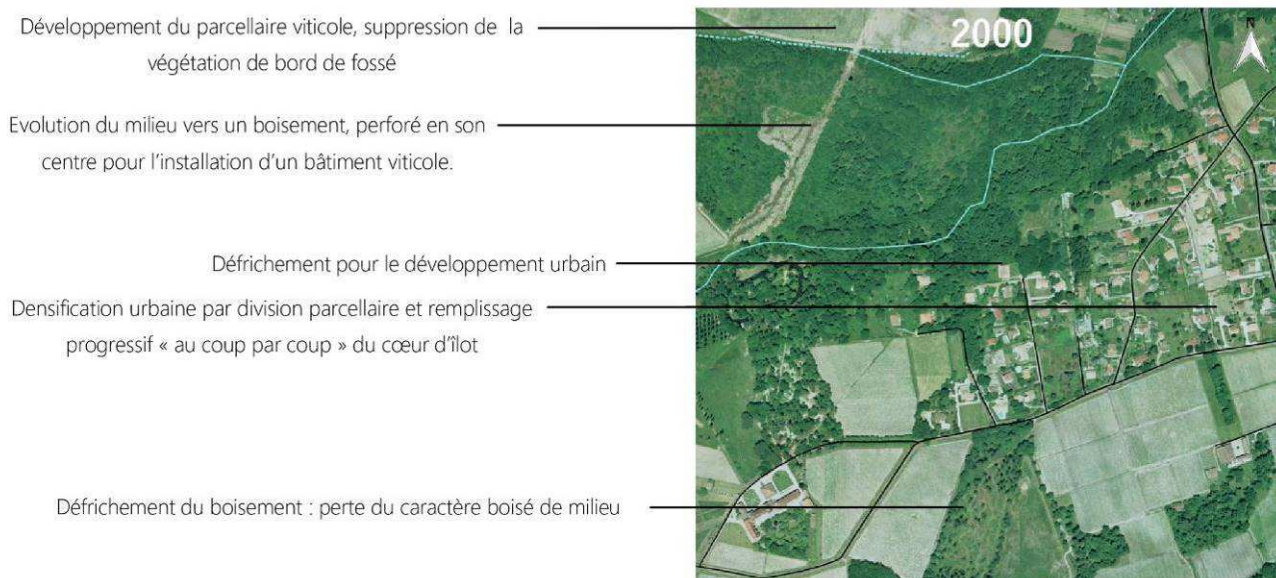 Développement du parcellaire viticole, suppression de la
végétation de bord de fossé
2000
N
Evolution du milieu vers un boisement, perforé en son
centre pour l'installation d'un bâtiment viticole.
Défrichement pour le développement urbain
Densification urbaine par division parcellaire et remplissage
progressif « au coup par coup » du cœur d'îlot
Défrichement du boisement : perte du caractère boisé de milieu